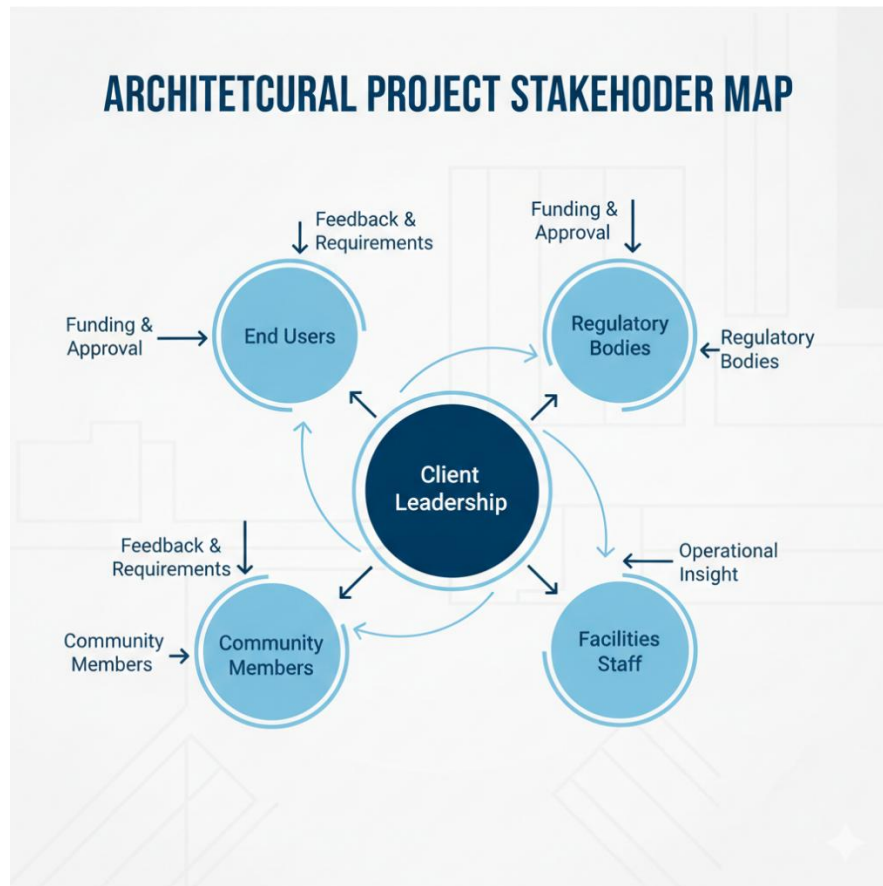 ARCHITETCURAL PROJECT STAKEHODER MAP
Feedback &
Requirements
Funding &
Approval
Funding &
Approval
End Users
Regulatory
Bodies
Regulatory
Bodies
Client
Leadership
Feedback &
Requirements
Operational
Insight
Community
Members
Community
Members
Facilities
Staff